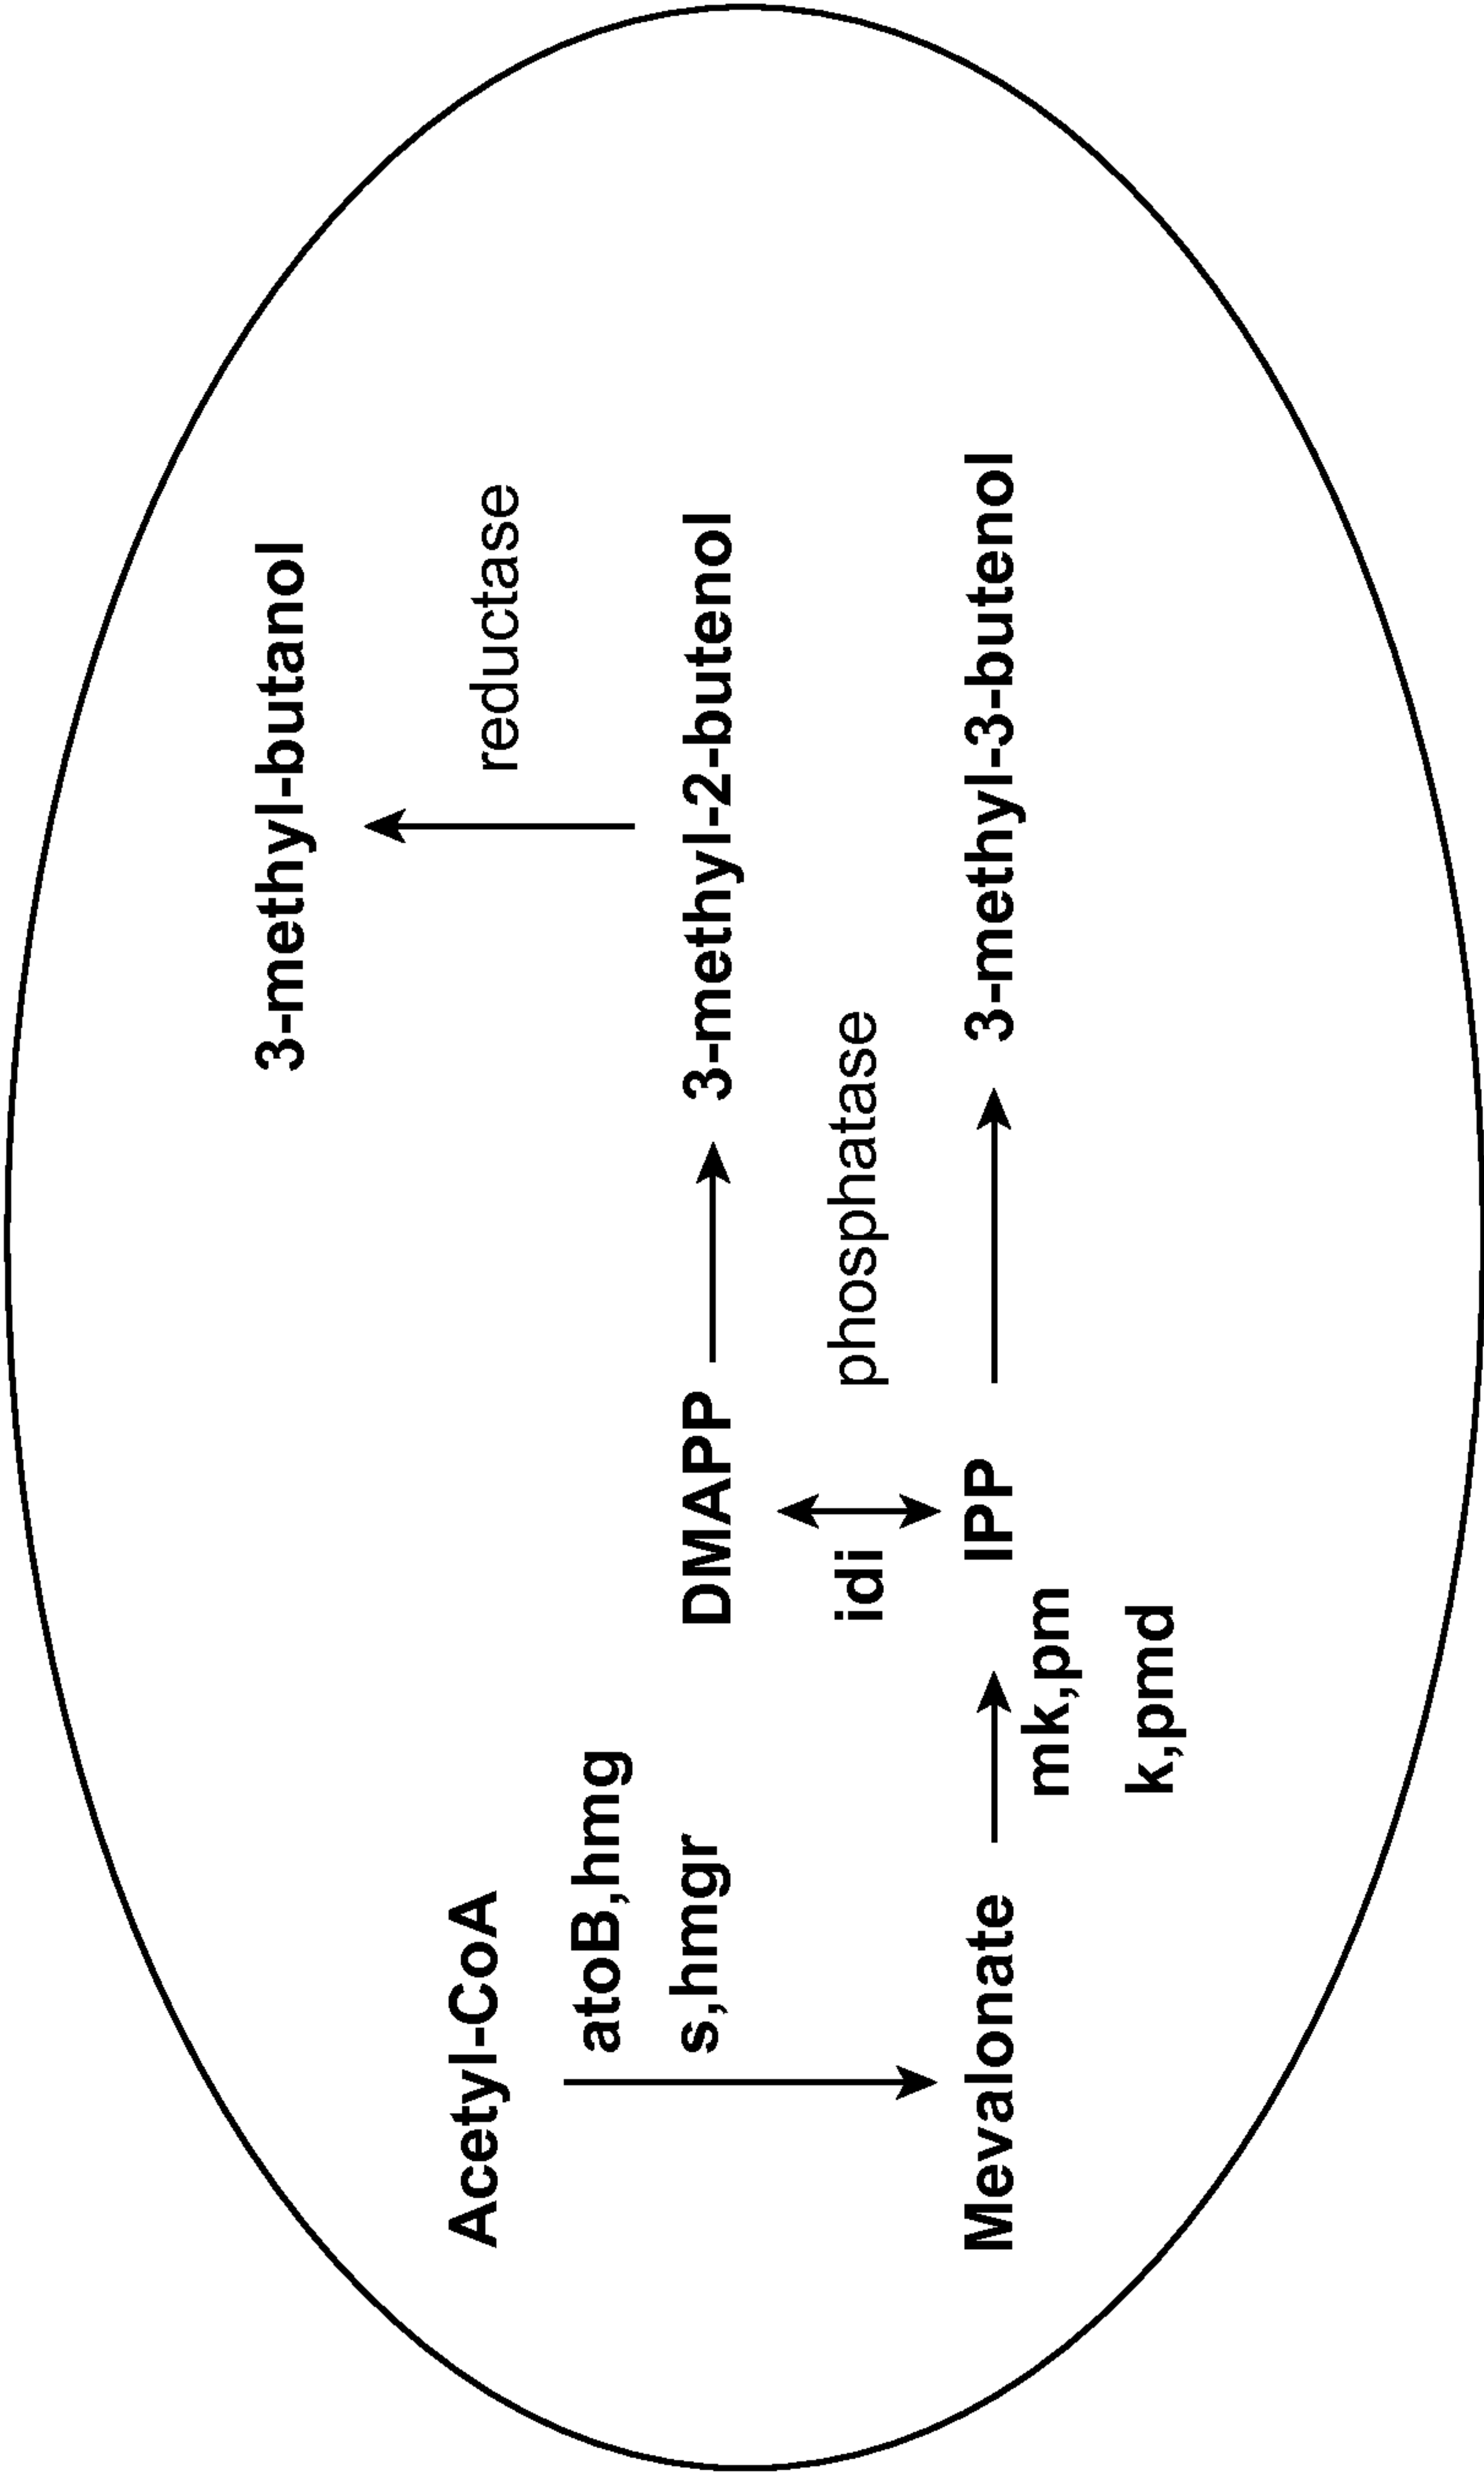 3-methyl-butanol
reductase
Acetyl-CoA
atoB,hmg
s,hmgr
DMAPP
3-methyl-2-butenol
idi
phosphatase
Mevalonate
mk,pm
k,pmd
IPP
3-methyl-3-butenol